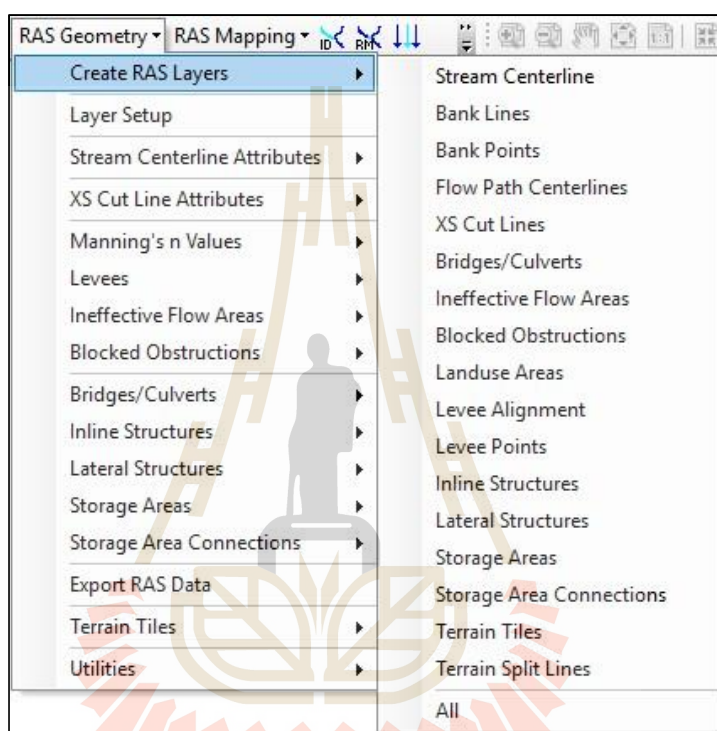 RAS Geometry RAS Mapping ID RM 1:1
Create RAS Layers
Layer Setup
Stream Centerline Attributes
XS Cut Line Attributes
Manning's n Values
Levees
Ineffective Flow Areas
Blocked Obstructions
Bridges/Culverts
Inline Structures
Lateral Structures
Storage Areas
Storage Area Connections
Export RAS Data
Terrain Tiles
Utilities
Stream Centerline
Bank Lines
Bank Points
Flow Path Centerlines
XS Cut Lines
Bridges/Culverts
Ineffective Flow Areas
Blocked Obstructions
Landuse Areas
Levee Alignment
Levee Points
Inline Structures
Lateral Structures
Storage Areas
Storage Area Connections
Terrain Tiles
Terrain Split Lines
All